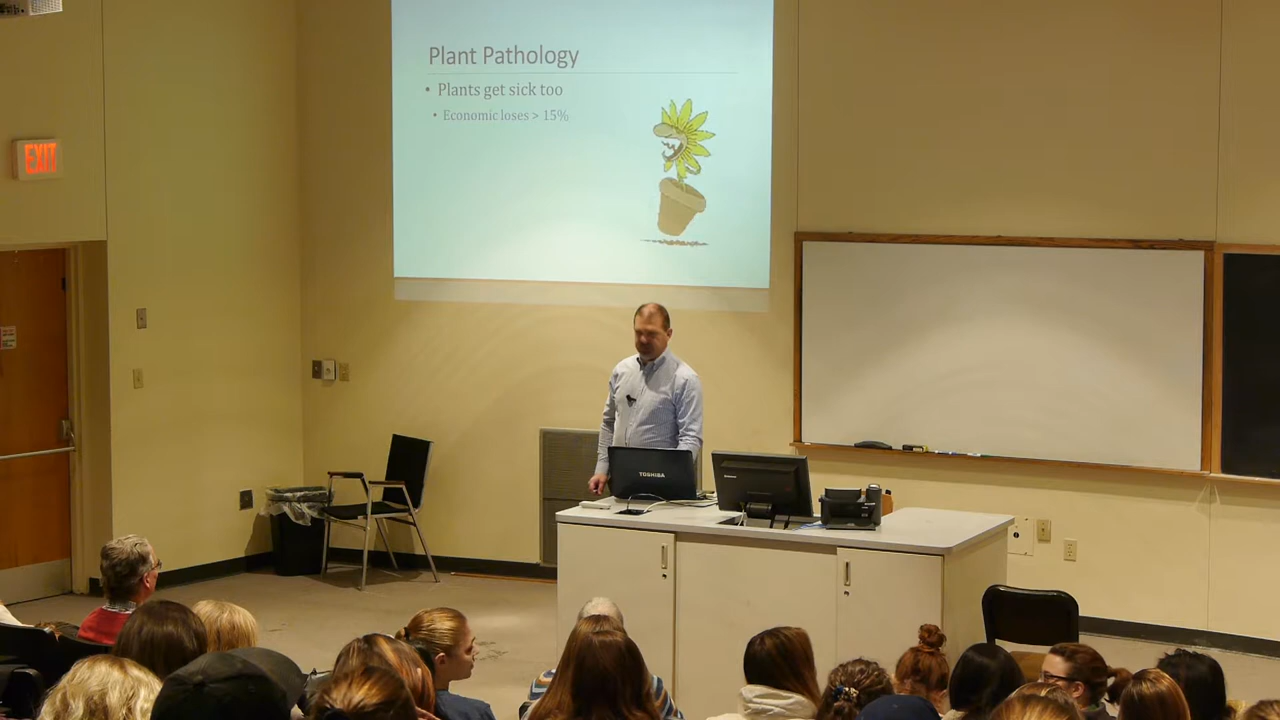 Plant Pathology
• Plants get sick too
• Economic loses > 15%
EXIT
TOSHIBA